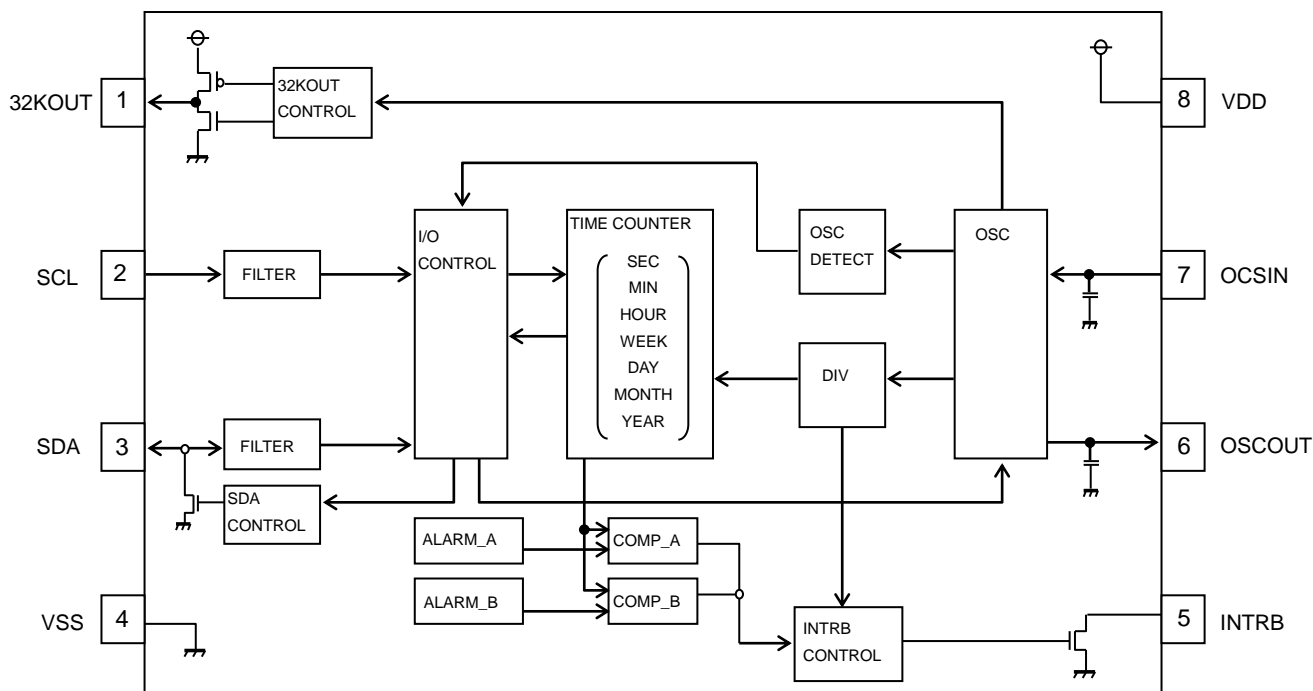 32KOUT
1
32KOUT
CONTROL
8
VDD
SCL
2
FILTER
I/O
CONTROL
TIME COUNTER
SEC
MIN
HOUR
WEEK
DAY
MONTH
YEAR
OSC
DETECT
OSC
7
OCSIN
DIV
SDA
3
FILTER
6
OSCOUT
SDA
CONTROL
ALARM_A
COMP_A
ALARM_B
COMP_B
VSS
4
INTRB
CONTROL
5
INTRB